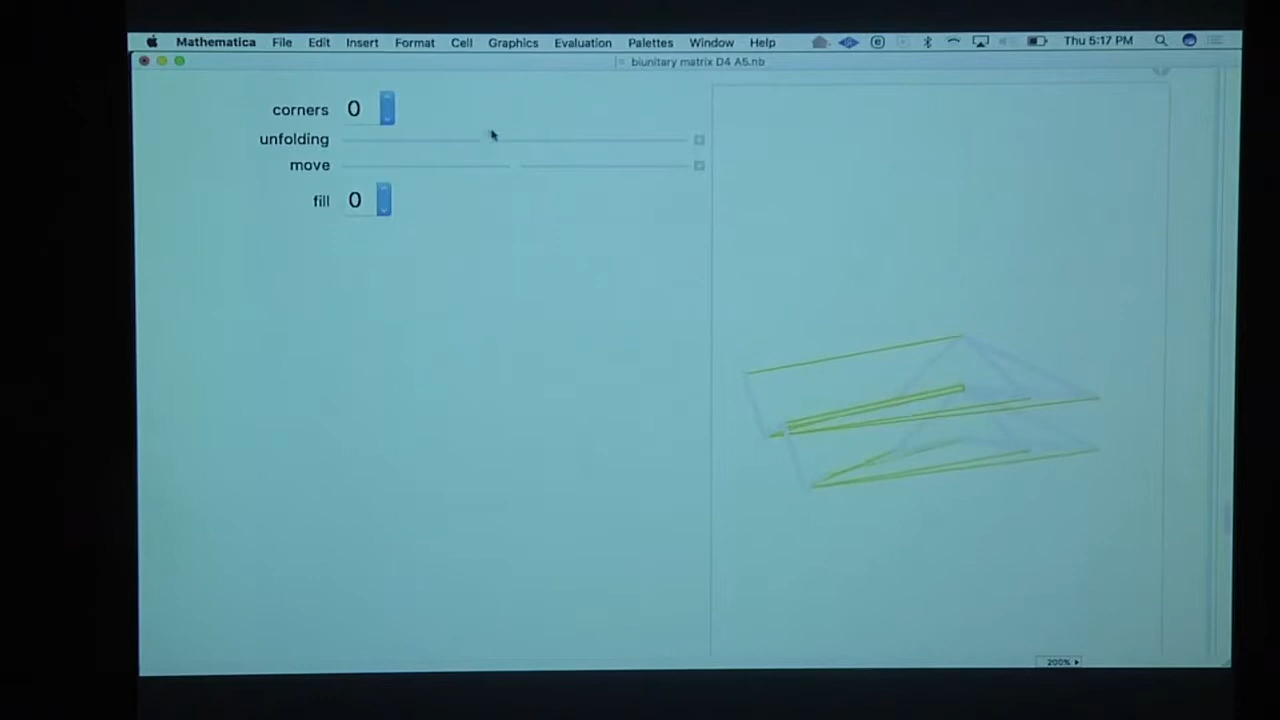 Mathematica File Edit Insert Format Cell Graphics Evaluation Palettes Window Help Thu 5:17 PM
biunitary matrix D4 A5.nb
corners 0
unfolding
move
fill 0
200%